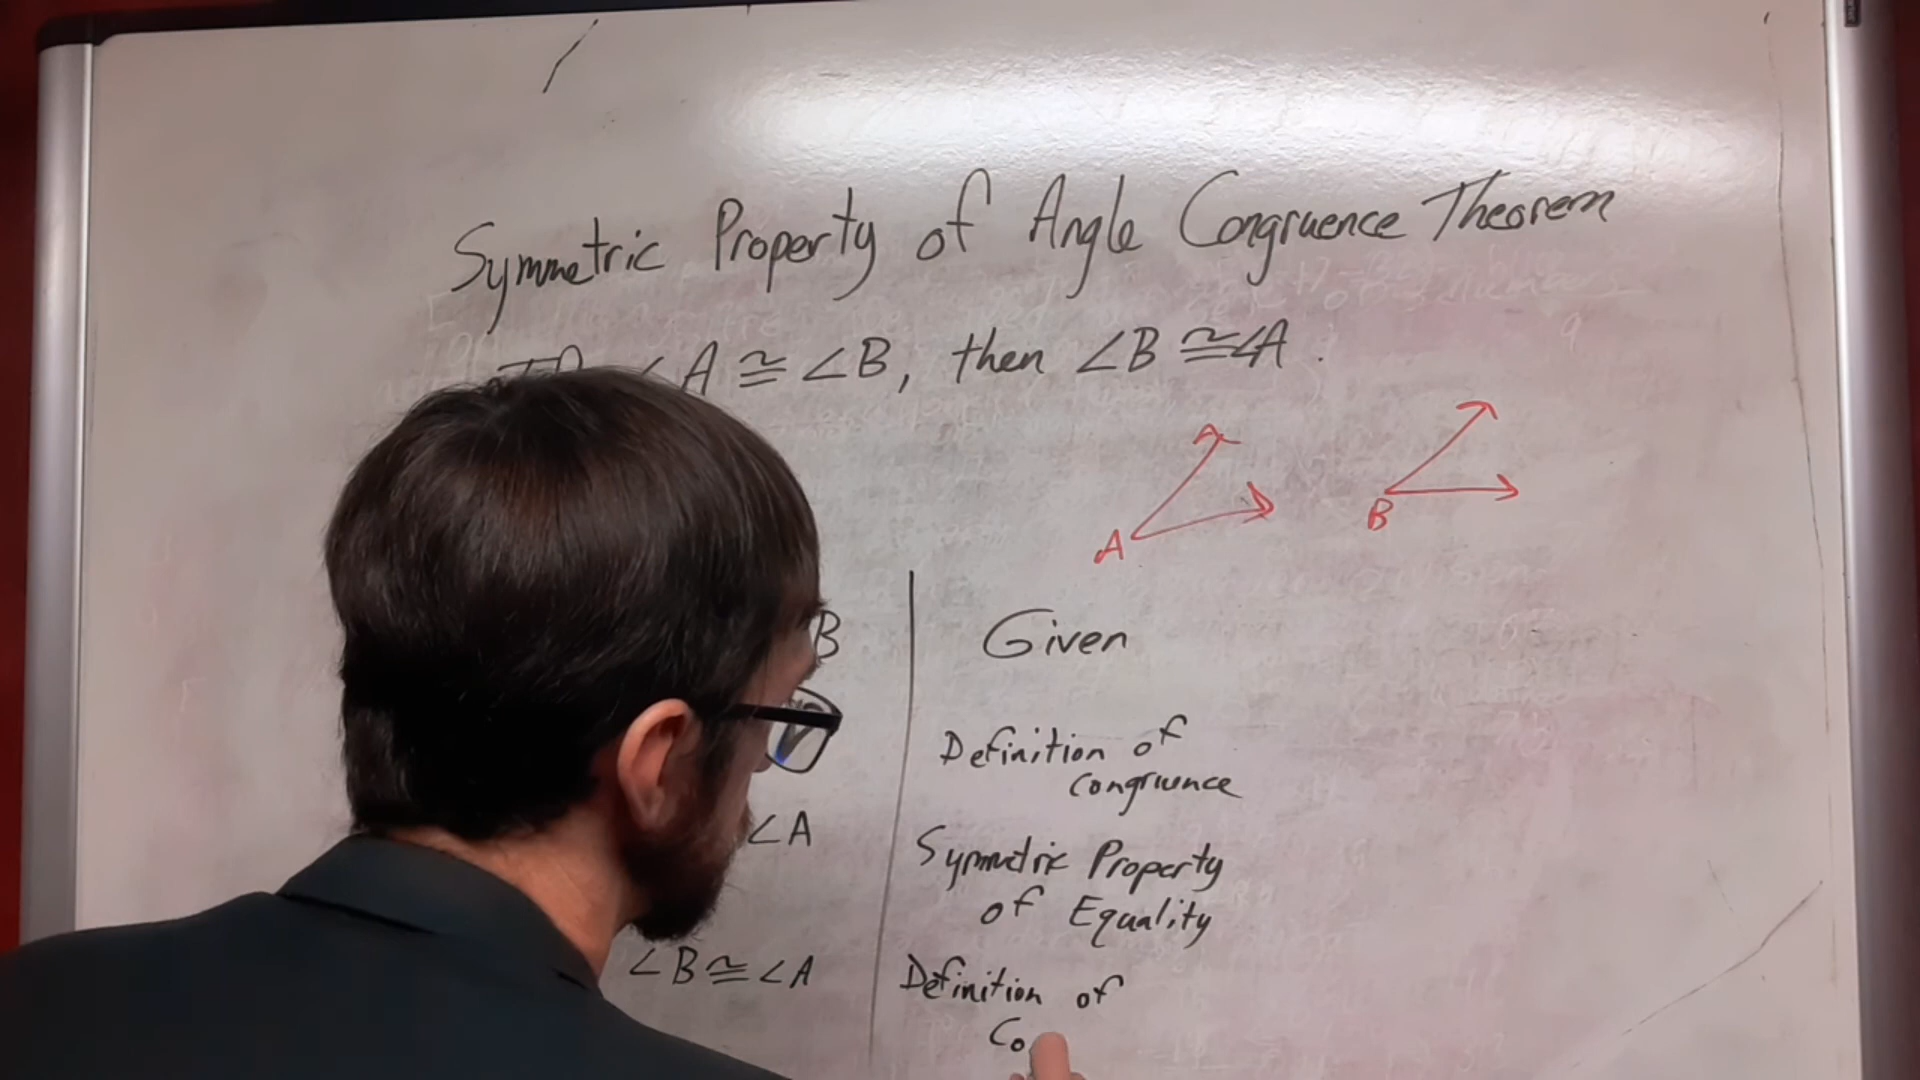 Symmetric Property of Angle Congruence Theorem
If ∠A ≅ ∠B, then ∠B ≅ ∠A.
A
B
B
Given
Definition of
congruence
∠A
Symmetric Property
of Equality
∠B ≅ ∠A
Definition of
Co